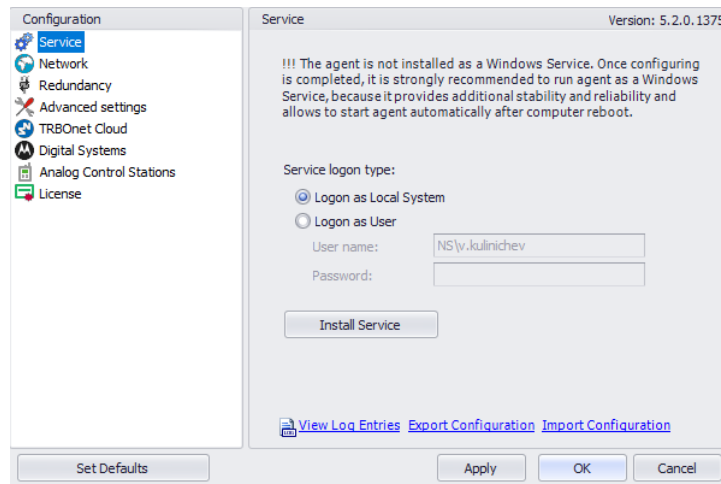 Configuration
Service
Network
Redundancy
Advanced settings
TRBOnet Cloud
Digital Systems
Analog Control Stations
License
Service Version: 5.2.0.1375
!!! The agent is not installed as a Windows Service. Once configuring
is completed, it is strongly recommended to run agent as a Windows
Service, because it provides additional stability and reliability and
allows to start agent automatically after computer reboot.
Service logon type:
Logon as Local System
Logon as User
User name: NS\v.kulinichev
Password:
Install Service
View Log Entries Export Configuration Import Configuration
Set Defaults Apply OK Cancel